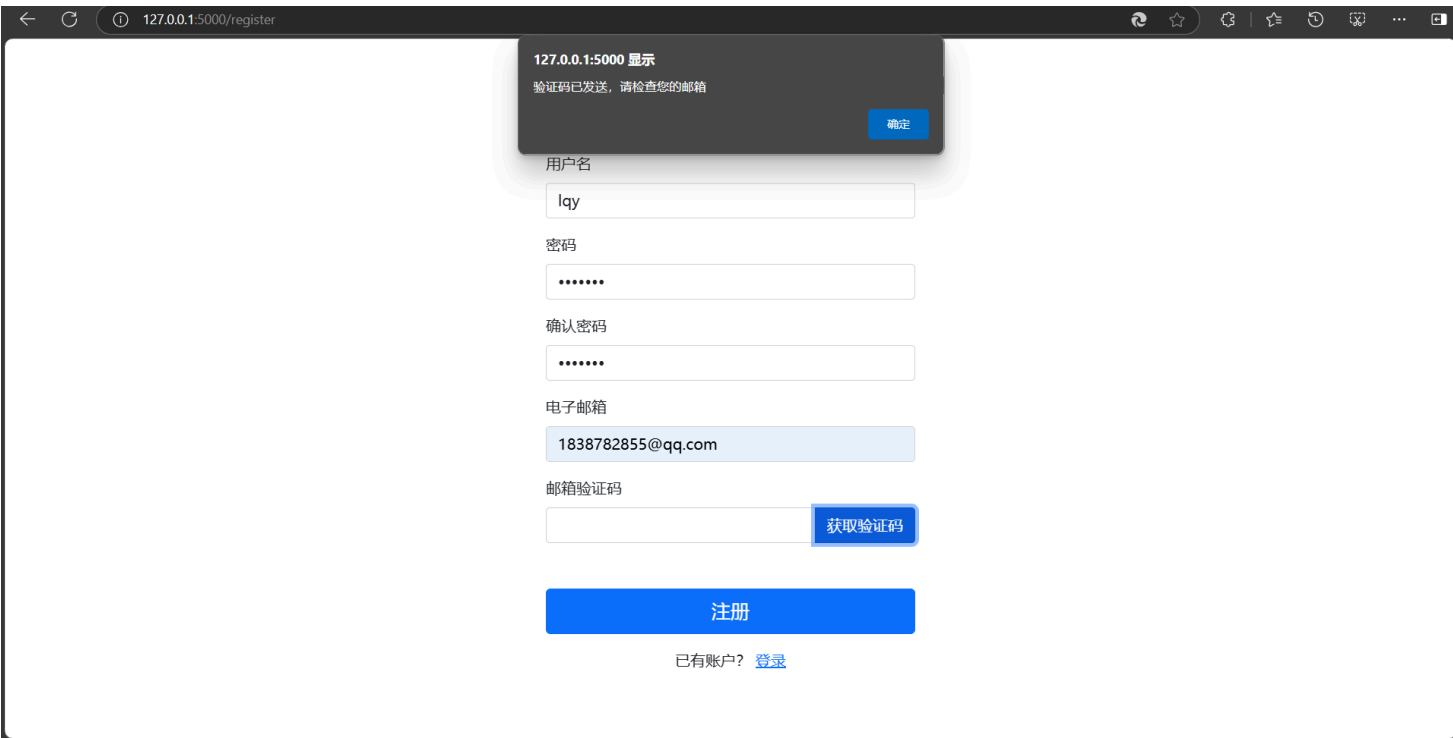 127.0.0.1:5000/register
127.0.0.1:5000 显示
验证码已发送，请检查您的邮箱
确定
用户名
lqy
密码
•••••••
确认密码
•••••••
电子邮箱
1838782855@qq.com
邮箱验证码
获取验证码
注册
已有账户？ 登录